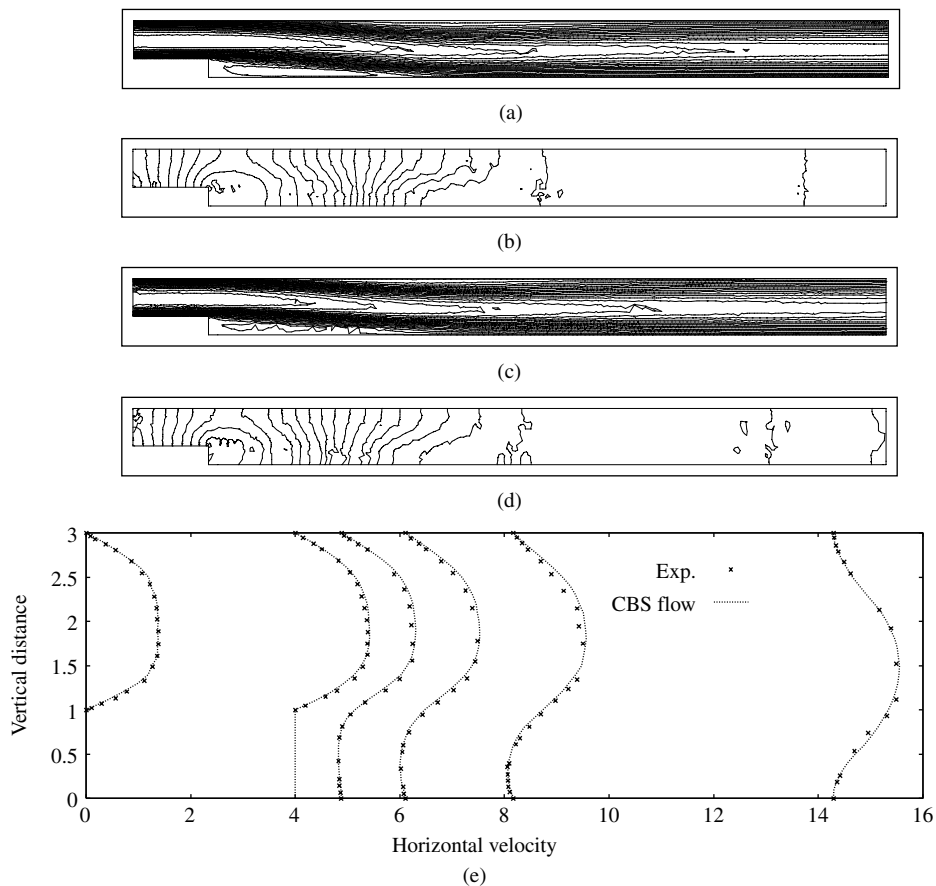 (a)
(b)
(c)
(d)
3
2.5
2
1.5
1
0.5
0
Vertical distance
Exp.
CBS flow
0 2 4 6 8 10 12 14 16
Horizontal velocity
(e)